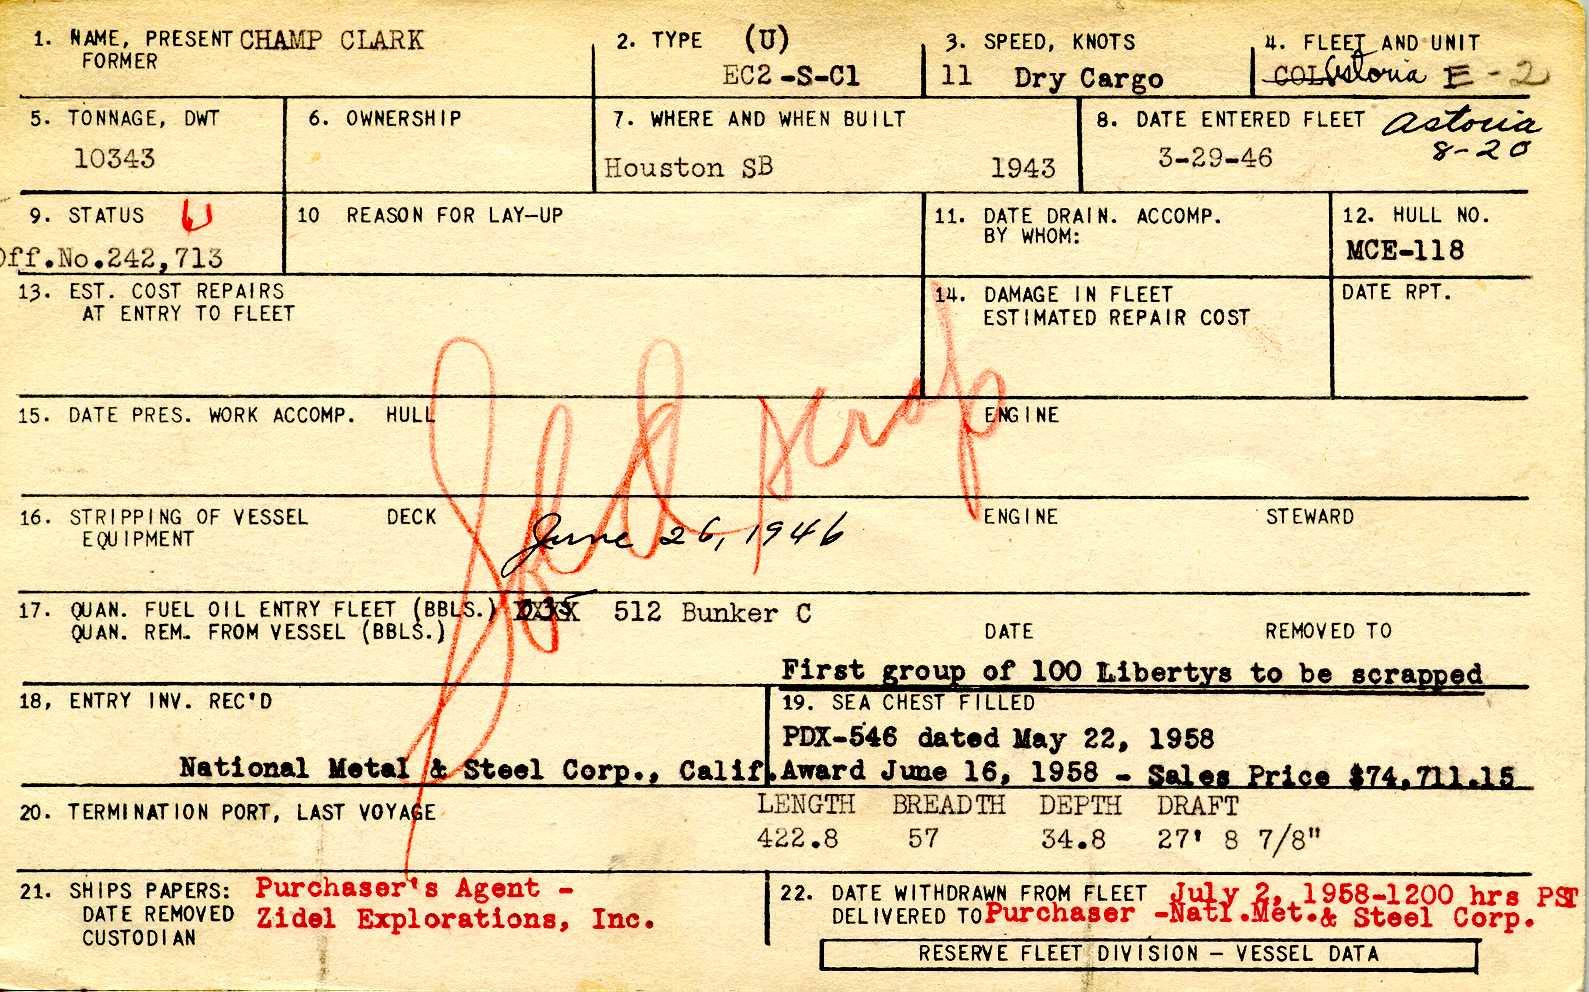 1. NAME, PRESENT CHAMP CLARK
FORMER
2. TYPE (U)
EC2-S-C1
3. SPEED, KNOTS
11 Dry Cargo
4. FLEET AND UNIT
COL Astoria E-2
5. TONNAGE, DWT
10343
6. OWNERSHIP
7. WHERE AND WHEN BUILT
Houston SB 1943
8. DATE ENTERED FLEET Astoria
3-29-46 8-20
9. STATUS U
Off.No.242,713
10 REASON FOR LAY-UP
11. DATE DRAIN. ACCOMP.
BY WHOM:
12. HULL NO.
MCE-118
13. EST. COST REPAIRS
AT ENTRY TO FLEET
14. DAMAGE IN FLEET
ESTIMATED REPAIR COST
DATE RPT.
Sold scrap
15. DATE PRES. WORK ACCOMP. HULL ENGINE
16. STRIPPING OF VESSEL DECK ENGINE STEWARD
EQUIPMENT June 26, 1946
17. QUAN. FUEL OIL ENTRY FLEET (BBLS.) 512 Bunker C
QUAN. REM. FROM VESSEL (BBLS.) DATE REMOVED TO
First group of 100 Libertys to be scrapped
18, ENTRY INV. REC'D
19. SEA CHEST FILLED
PDX-546 dated May 22, 1958
National Metal & Steel Corp., Calif. Award June 16, 1958 - Sales Price $74,711.15
20. TERMINATION PORT, LAST VOYAGE
LENGTH BREADTH DEPTH DRAFT
422.8 57 34.8 27' 8 7/8"
21. SHIPS PAPERS: Purchaser's Agent -
DATE REMOVED Zidel Explorations, Inc.
CUSTODIAN
22. DATE WITHDRAWN FROM FLEET July 2, 1958-1200 hrs PST
DELIVERED TO Purchaser -Natl.Met.& Steel Corp.
RESERVE FLEET DIVISION - VESSEL DATA